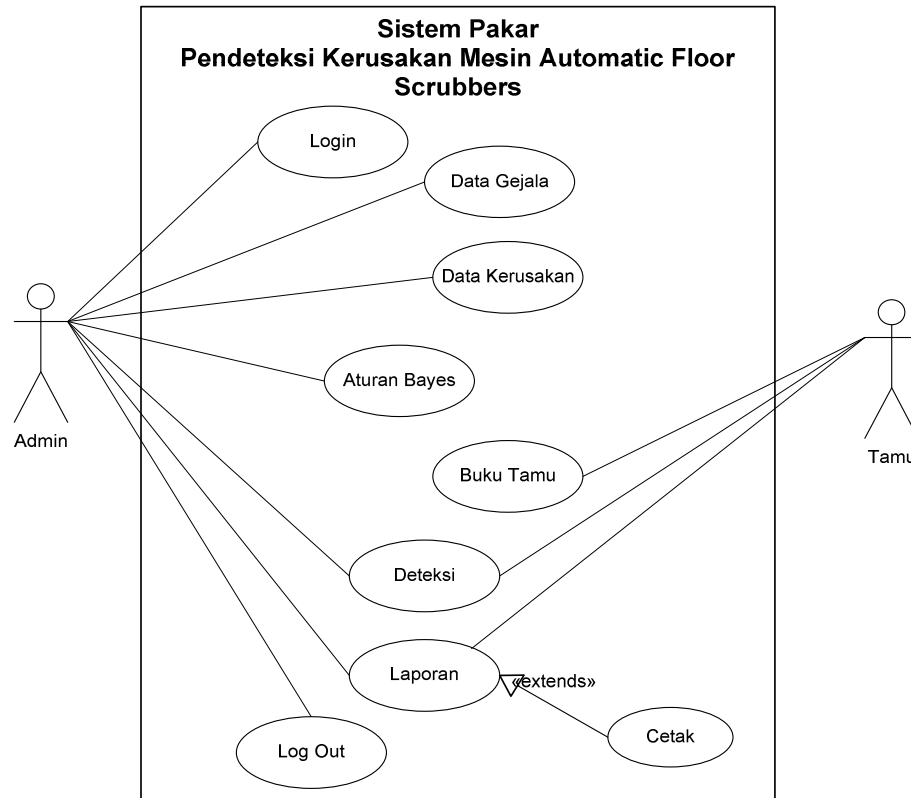 Sistem Pakar
Pendeteksi Kerusakan Mesin Automatic Floor
Scrubbers
Login
Data Gejala
Data Kerusakan
Aturan Bayes
Admin
Buku Tamu
Tamu
Deteksi
Laporan
«extends»
Cetak
Log Out